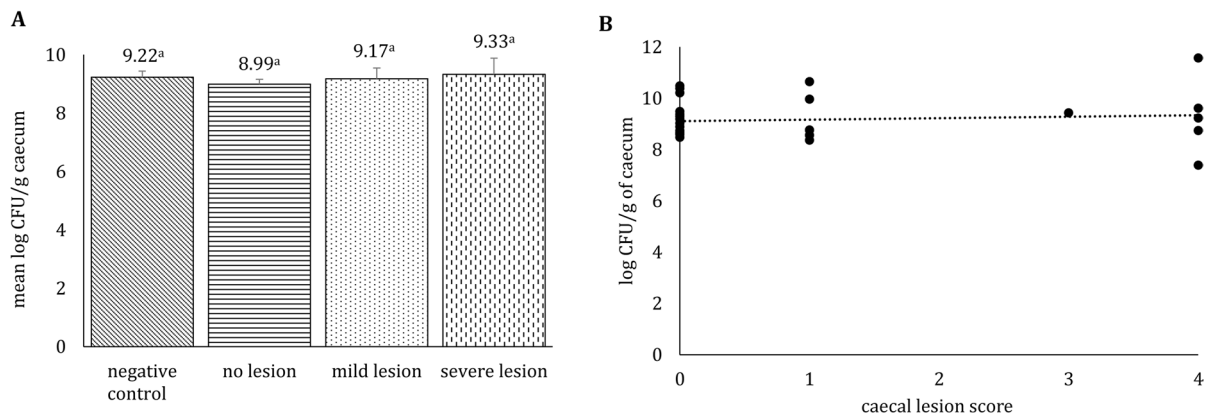 A
mean log CFU/g caecum
10
8
6
4
2
0
9.22ª
8.99ª
9.17ª
9.33ª
negative
control
no lesion
mild lesion
severe lesion
B
log CFU/g of caecum
12
10
8
6
4
2
0
0 1 2 3 4
caecal lesion score